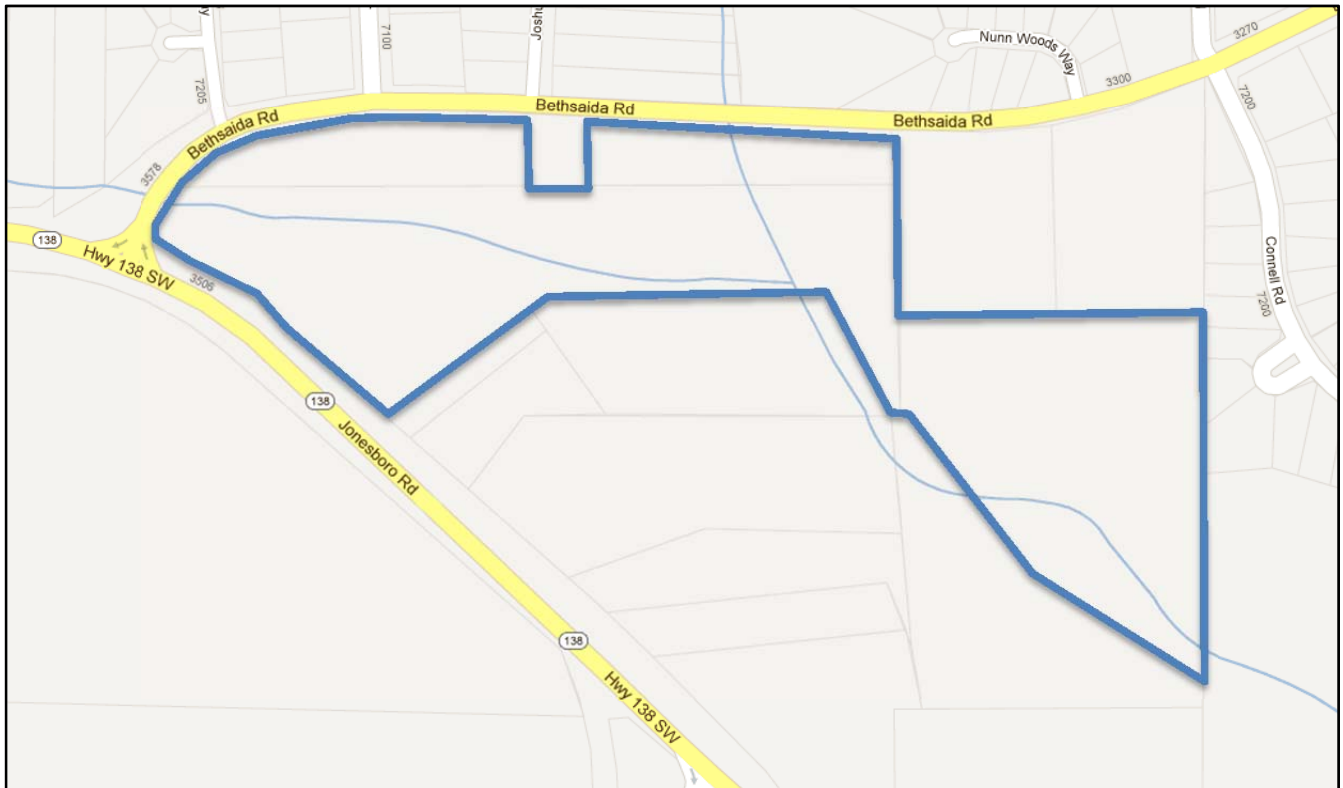 7100
3270
Nunn Woods Way
3300
7205
7200
Bethsaida Rd
Bethsaida Rd
Bethsaida Rd
3578
138
Hwy 138 SW
3506
Connell Rd
7200
138
Jonesboro Rd
138
Hwy 138 SW